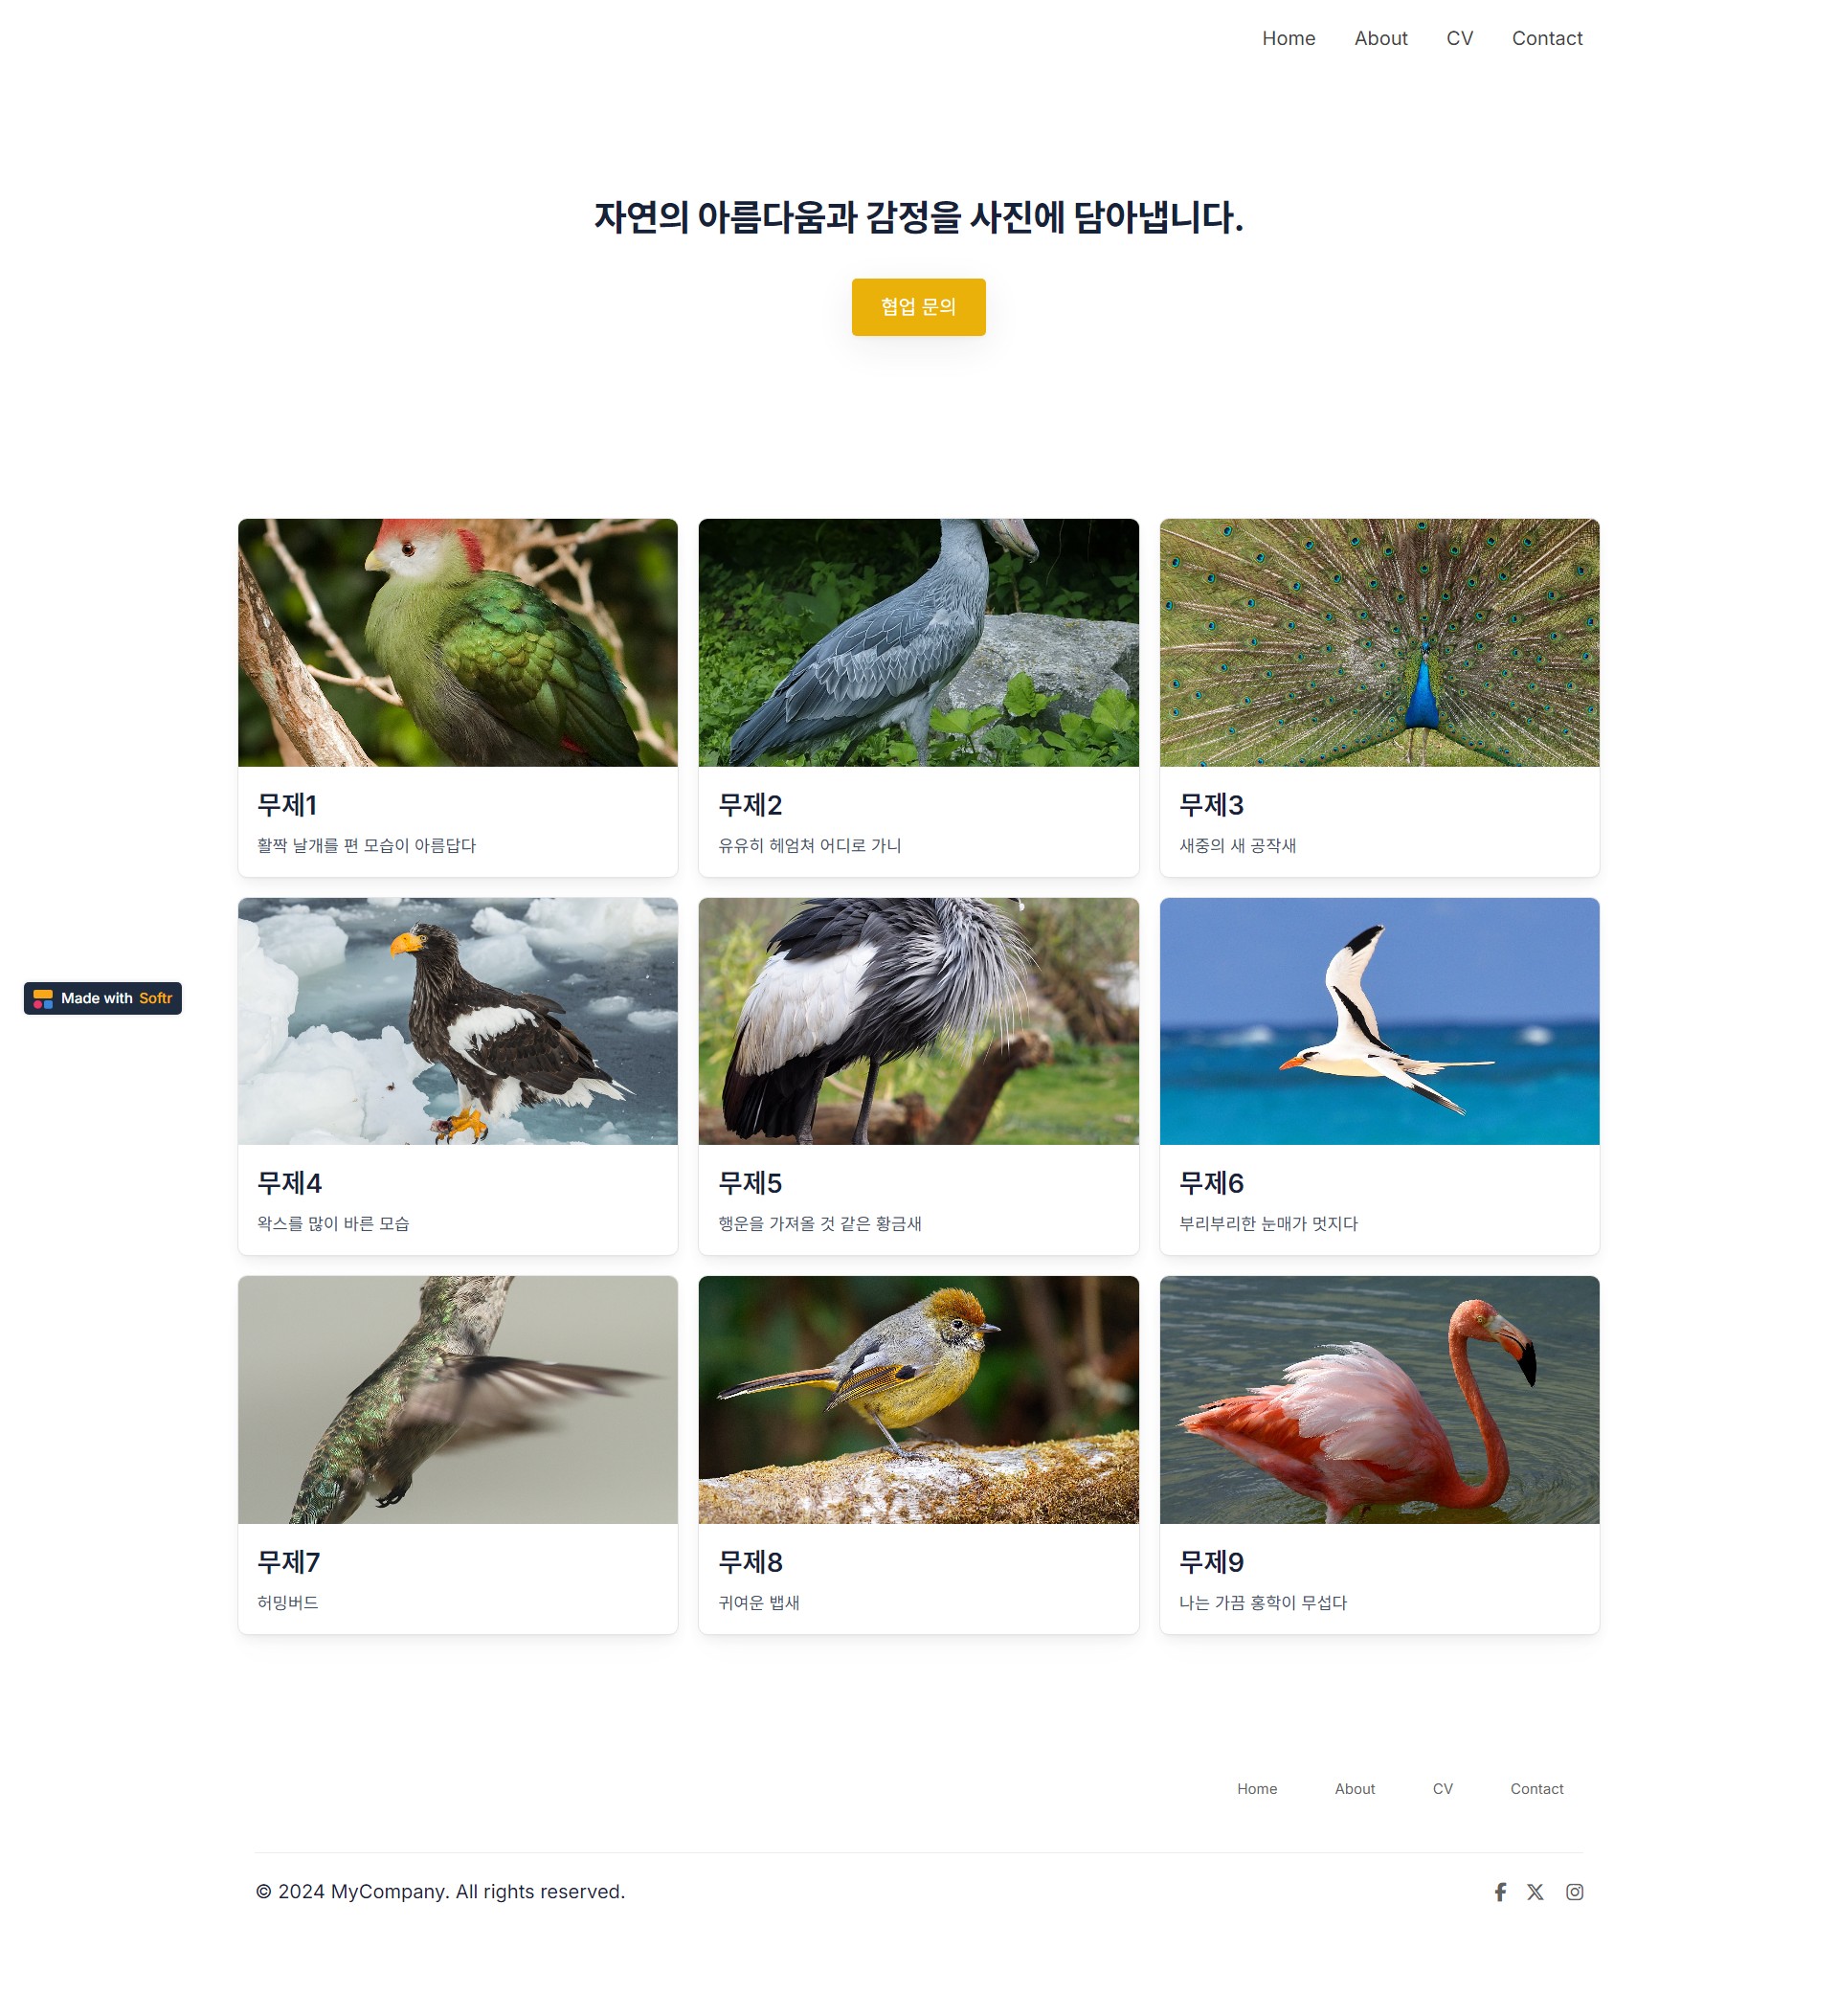 Home About CV Contact
자연의 아름다움과 감정을 사진에 담아냅니다.
협업 문의
무제1
활짝 날개를 편 모습이 아름답다
무제2
유유히 헤엄쳐 어디로 가니
무제3
새중의 새 공작새
무제4
왁스를 많이 바른 모습
무제5
행운을 가져올 것 같은 황금새
무제6
부리부리한 눈매가 멋지다
Made with Softr
무제7
허밍버드
무제8
귀여운 뱁새
무제9
나는 가끔 홍학이 무섭다
Home About CV Contact
© 2024 MyCompany. All rights reserved.